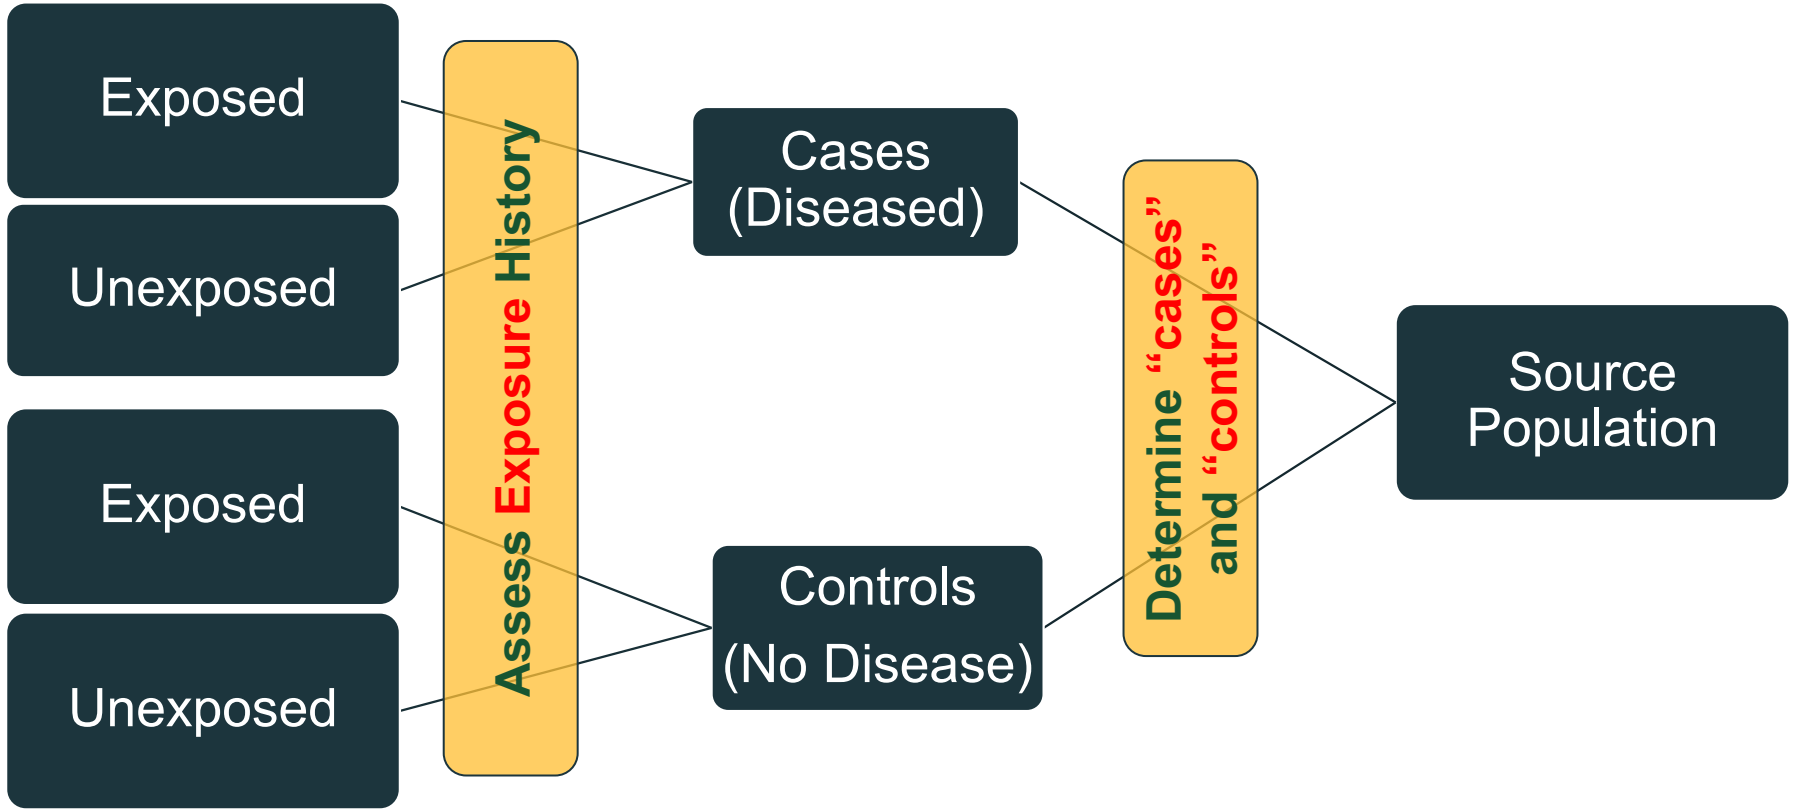 Exposed
Unexposed
Exposed
Unexposed
Assess Exposure History
Cases
(Diseased)
Controls
(No Disease)
Determine “cases”
and “controls”
Source
Population